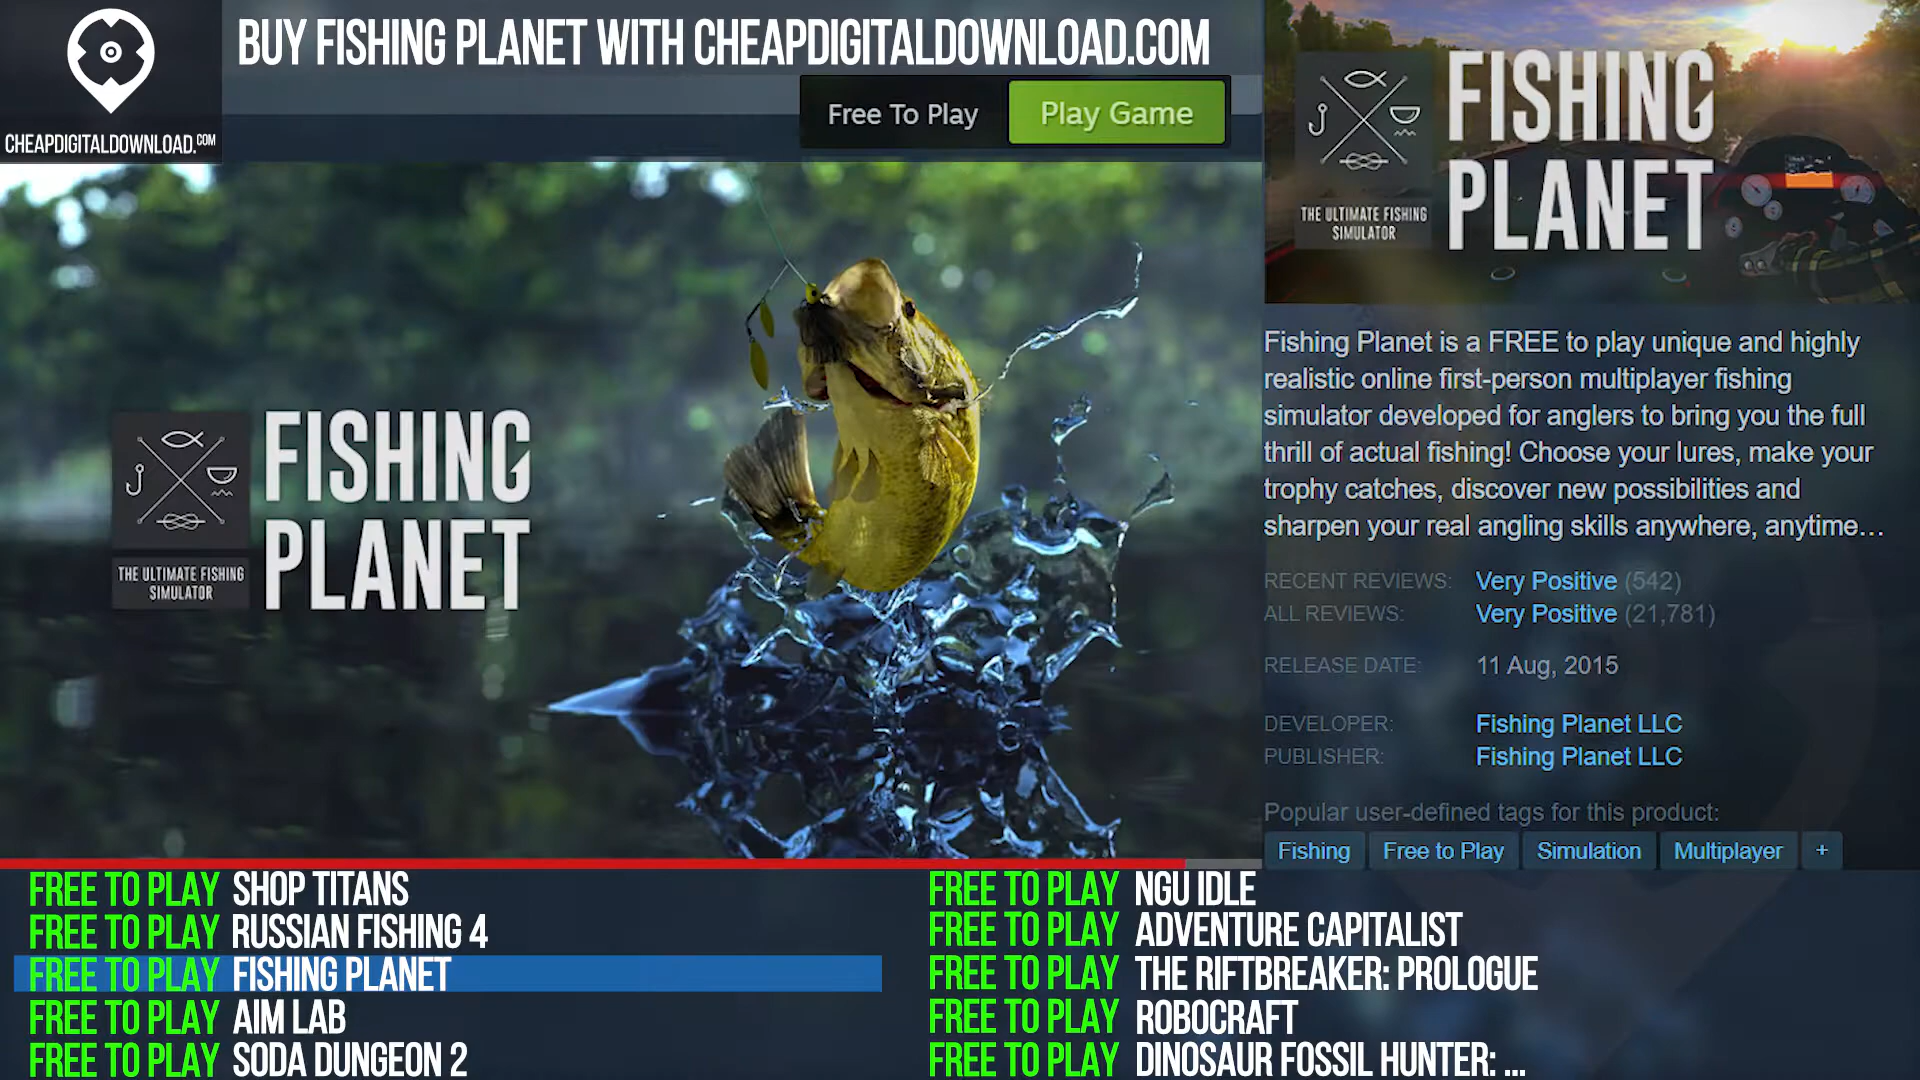 BUY FISHING PLANET WITH CHEAPDIGITALDOWNLOAD.COM
CHEAPDIGITALDOWNLOAD.COM
Free To Play
Play Game
FISHING
PLANET
THE ULTIMATE FISHING
SIMULATOR
FISHING
PLANET
THE ULTIMATE FISHING
SIMULATOR
Fishing Planet is a FREE to play unique and highly
realistic online first-person multiplayer fishing
simulator developed for anglers to bring you the full
thrill of actual fishing! Choose your lures, make your
trophy catches, discover new possibilities and
sharpen your real angling skills anywhere, anytime…
RECENT REVIEWS: Very Positive (542)
ALL REVIEWS: Very Positive (21,781)
RELEASE DATE: 11 Aug, 2015
DEVELOPER: Fishing Planet LLC
PUBLISHER: Fishing Planet LLC
Popular user-defined tags for this product:
Fishing Free to Play Simulation Multiplayer +
FREE TO PLAY SHOP TITANS
FREE TO PLAY RUSSIAN FISHING 4
FREE TO PLAY FISHING PLANET
FREE TO PLAY AIM LAB
FREE TO PLAY SODA DUNGEON 2
FREE TO PLAY NGU IDLE
FREE TO PLAY ADVENTURE CAPITALIST
FREE TO PLAY THE RIFTBREAKER: PROLOGUE
FREE TO PLAY ROBOCRAFT
FREE TO PLAY DINOSAUR FOSSIL HUNTER: ...